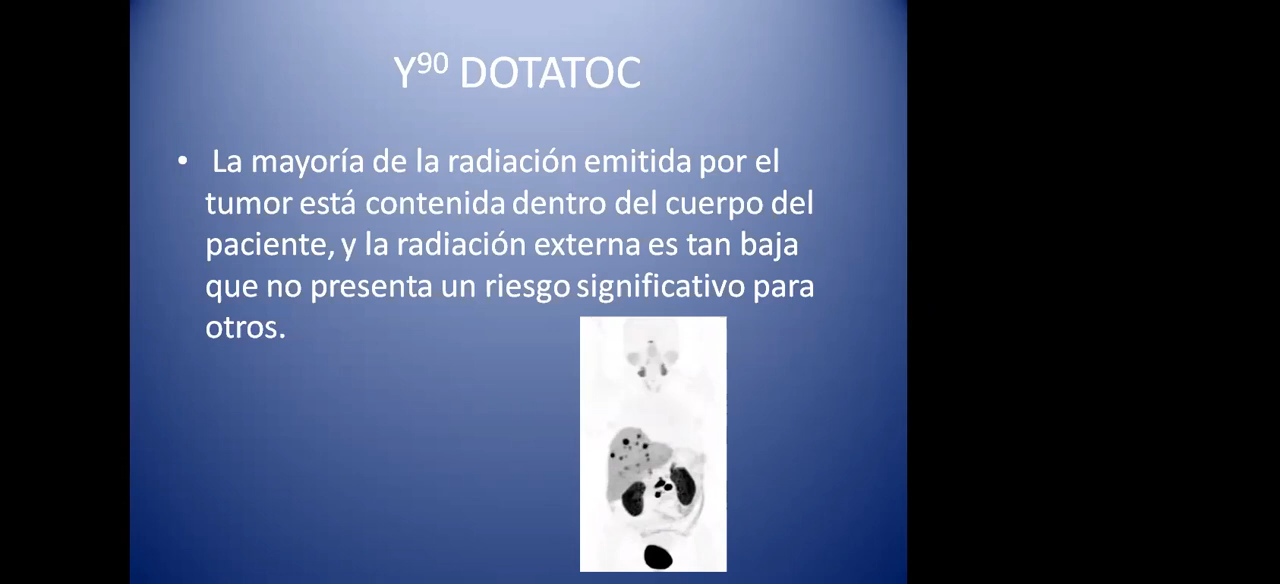 Y⁹⁰ DOTATOC
• La mayoría de la radiación emitida por el
tumor está contenida dentro del cuerpo del
paciente, y la radiación externa es tan baja
que no presenta un riesgo significativo para
otros.